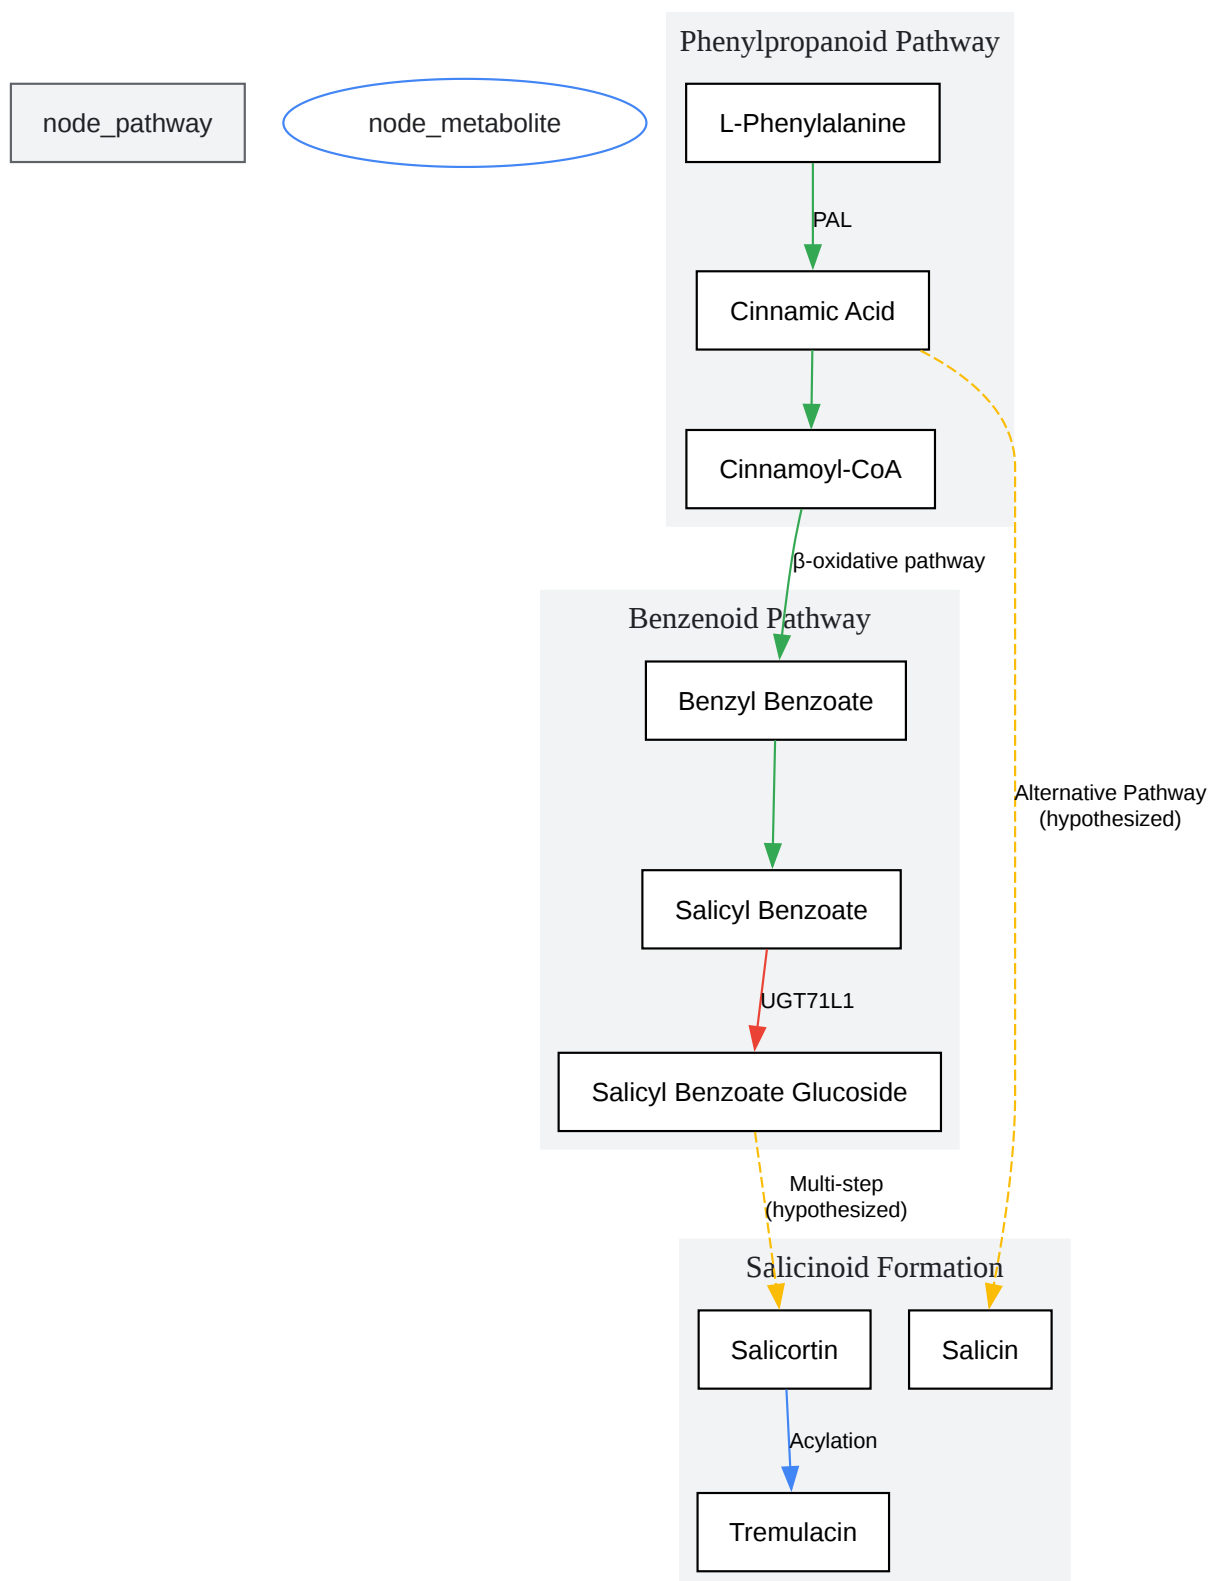 Phenylpropanoid Pathway
node_pathway
node_metabolite
L-Phenylalanine
PAL
Cinnamic Acid
Cinnamoyl-CoA
β-oxidative pathway
Benzenoid Pathway
Benzyl Benzoate
Alternative Pathway
(hypothesized)
Salicyl Benzoate
UGT71L1
Salicyl Benzoate Glucoside
Multi-step
(hypothesized)
Salicinoid Formation
Salicortin
Salicin
Acylation
Tremulacin